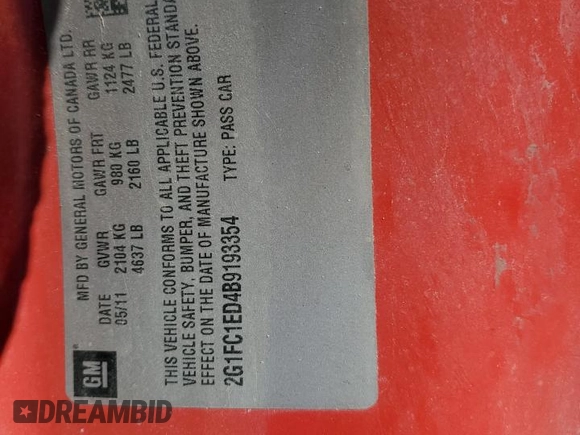 MFD BY GENERAL MOTORS OF CANADA LTD.
DATE GVWR GAWR FRT GAWR RR
05/11 2104 KG 980 KG 1124 KG
4637 LB 2160 LB 2477 LB
THIS VEHICLE CONFORMS TO ALL APPLICABLE U.S. FEDERAL
VEHICLE SAFETY, BUMPER, AND THEFT PREVENTION STANDA
EFFECT ON THE DATE OF MANUFACTURE SHOWN ABOVE.
2G1FC1ED4B9193354 TYPE: PASS CAR
GM
DREAMBID